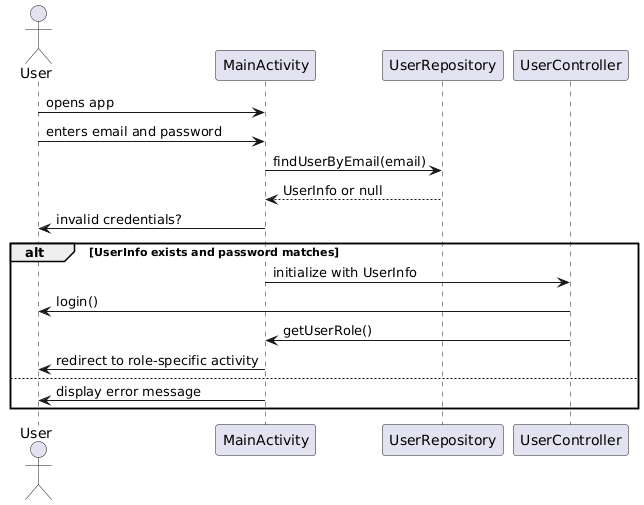 User
MainActivity
UserRepository
UserController
opens app
enters email and password
findUserByEmail(email)
UserInfo or null
invalid credentials?
alt
[UserInfo exists and password matches]
initialize with UserInfo
login()
getUserRole()
redirect to role-specific activity
display error message
User
MainActivity
UserRepository
UserController